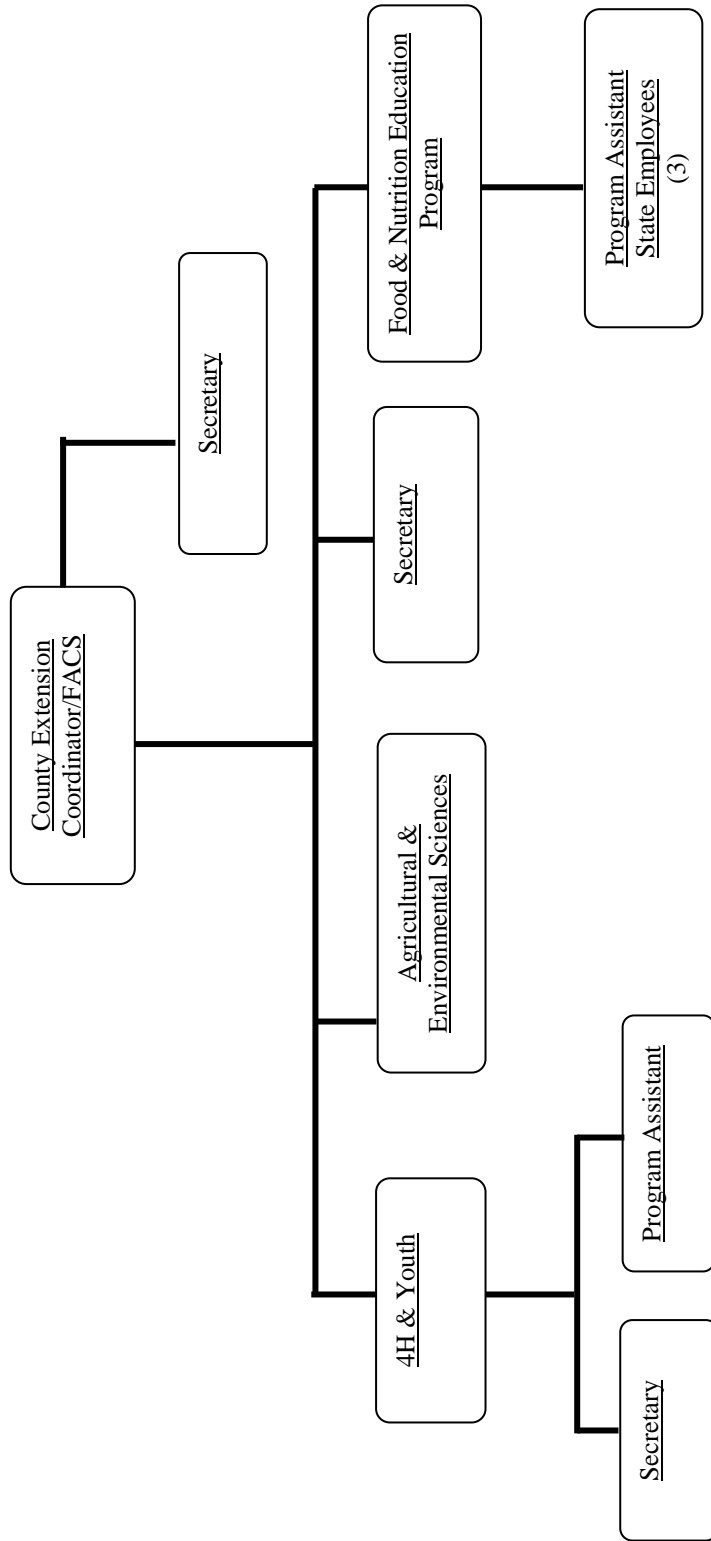 County Extension
Coordinator/FACS
Secretary
4H & Youth
Agricultural &
Environmental Sciences
Secretary
Food & Nutrition Education
Program
Secretary
Program Assistant
Program Assistant
State Employees
(3)